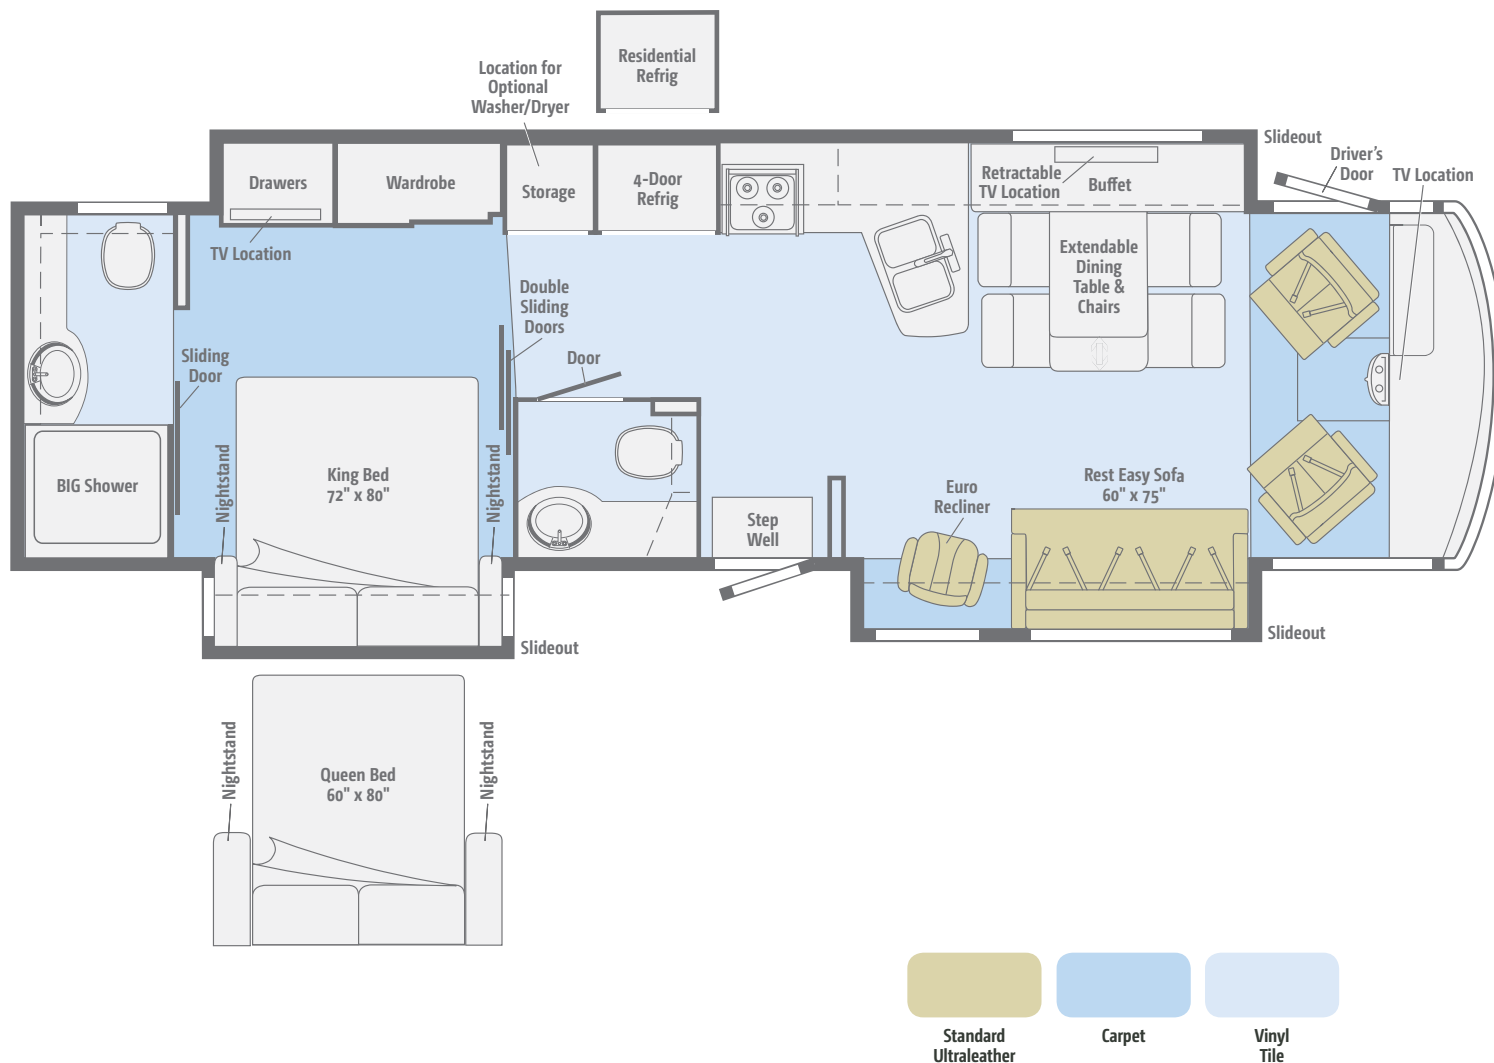 Residential
Refrig
Location for
Optional
Washer/Dryer
Slideout
Driver's
Door
TV Location
Drawers
Wardrobe
Storage
4-Door
Refrig
Retractable
TV Location
Buffet
TV Location
Extendable
Dining
Table &
Chairs
Double
Sliding
Doors
Sliding
Door
Door
BIG Shower
Nightstand
King Bed
72" x 80"
Nightstand
Step
Well
Euro
Recliner
Rest Easy Sofa
60" x 75"
Slideout
Slideout
Nightstand
Queen Bed
60" x 80"
Nightstand
Standard
Ultraleather
Carpet
Vinyl
Tile